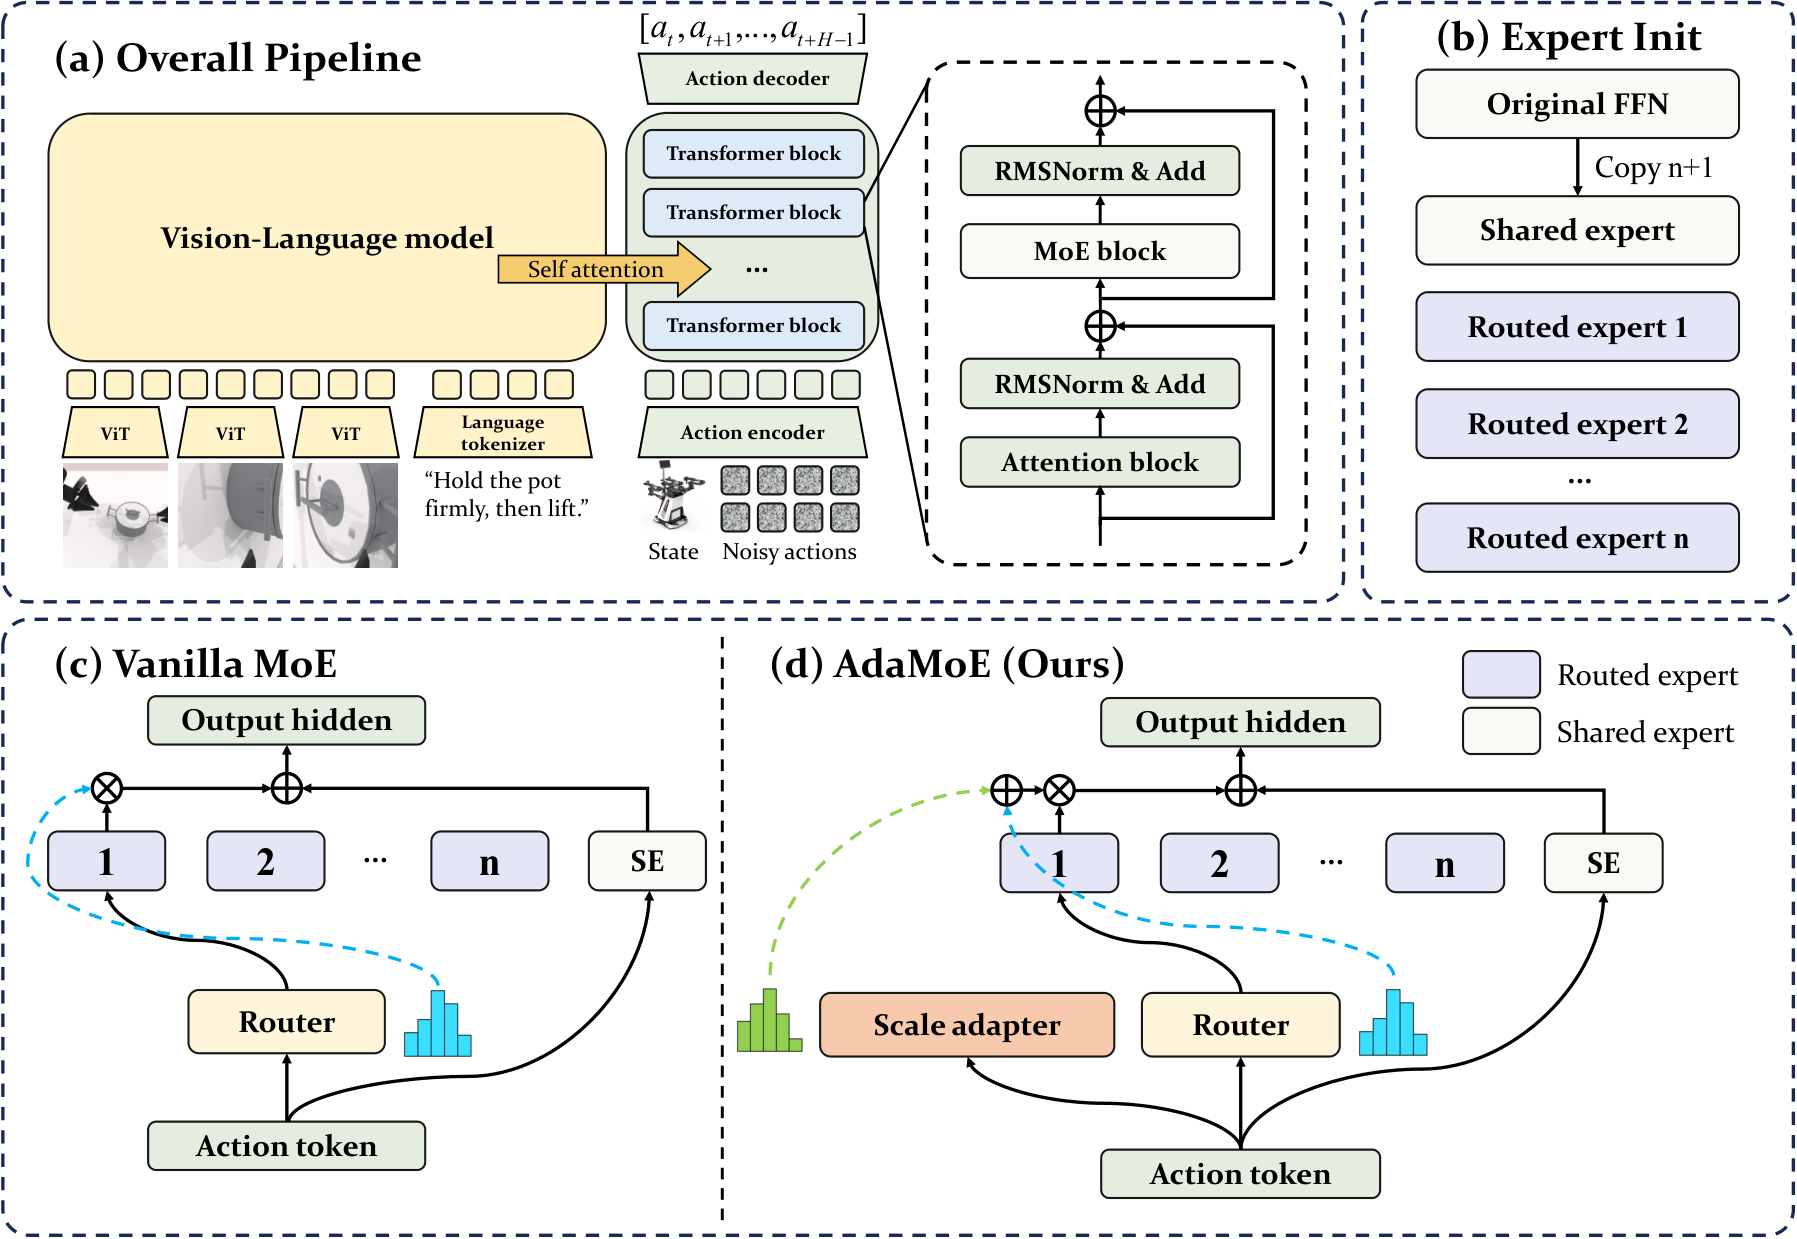 (a) Overall Pipeline
[a_t, a_{t+1}, ..., a_{t+H−1}]
Action decoder
Transformer block
Transformer block
...
Transformer block
Vision-Language model
Self attention
ViT
ViT
ViT
Language
tokenizer
Action encoder
“Hold the pot
firmly, then lift.”
State
Noisy actions
RMSNorm & Add
MoE block
RMSNorm & Add
Attention block
(b) Expert Init
Original FFN
Copy n+1
Shared expert
Routed expert 1
Routed expert 2
...
Routed expert n
(c) Vanilla MoE
Output hidden
1
2
...
n
SE
Router
Action token
(d) AdaMoE (Ours)
Routed expert
Shared expert
Output hidden
1
2
...
n
SE
Scale adapter
Router
Action token